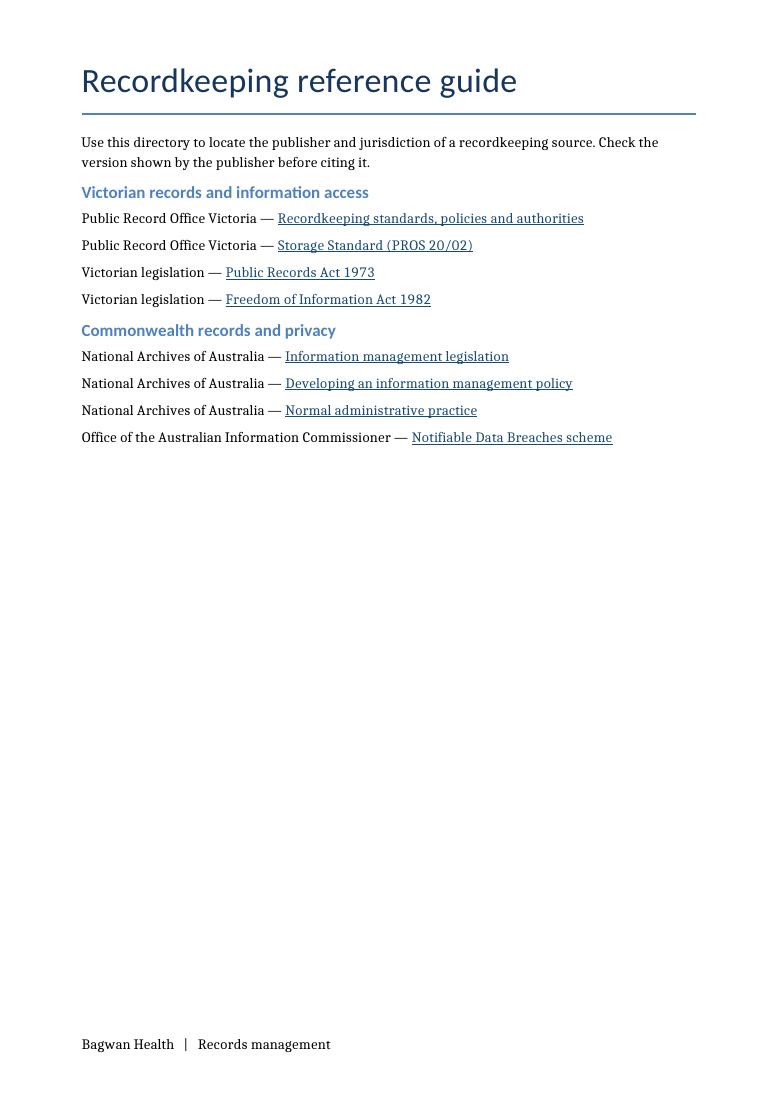 Recordkeeping reference guide
Use this directory to locate the publisher and jurisdiction of a recordkeeping source. Check the
version shown by the publisher before citing it.
Victorian records and information access
Public Record Office Victoria — Recordkeeping standards, policies and authorities
Public Record Office Victoria — Storage Standard (PROS 20/02)
Victorian legislation — Public Records Act 1973
Victorian legislation — Freedom of Information Act 1982
Commonwealth records and privacy
National Archives of Australia — Information management legislation
National Archives of Australia — Developing an information management policy
National Archives of Australia — Normal administrative practice
Office of the Australian Information Commissioner — Notifiable Data Breaches scheme
Bagwan Health | Records management